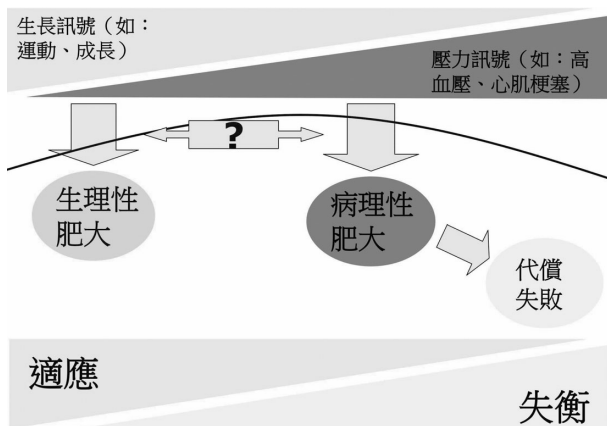 生長訊號（如：
運動、成長）
壓力訊號（如：高
血壓、心肌梗塞）
?
生理性
肥大
病理性
肥大
代償
失敗
適應
失衡